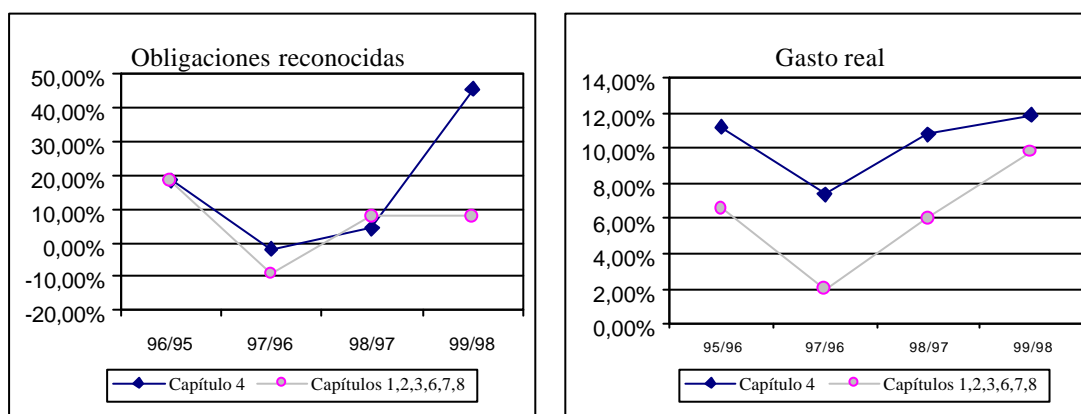 Obligaciones reconocidas
50,00%
40,00%
30,00%
20,00%
10,00%
0,00%
-10,00%
-20,00%
96/95 97/96 98/97 99/98
Capítulo 4 Capítulos 1,2,3,6,7,8
Gasto real
14,00%
12,00%
10,00%
8,00%
6,00%
4,00%
2,00%
0,00%
95/96 97/96 98/97 99/98
Capítulo 4 Capítulos 1,2,3,6,7,8